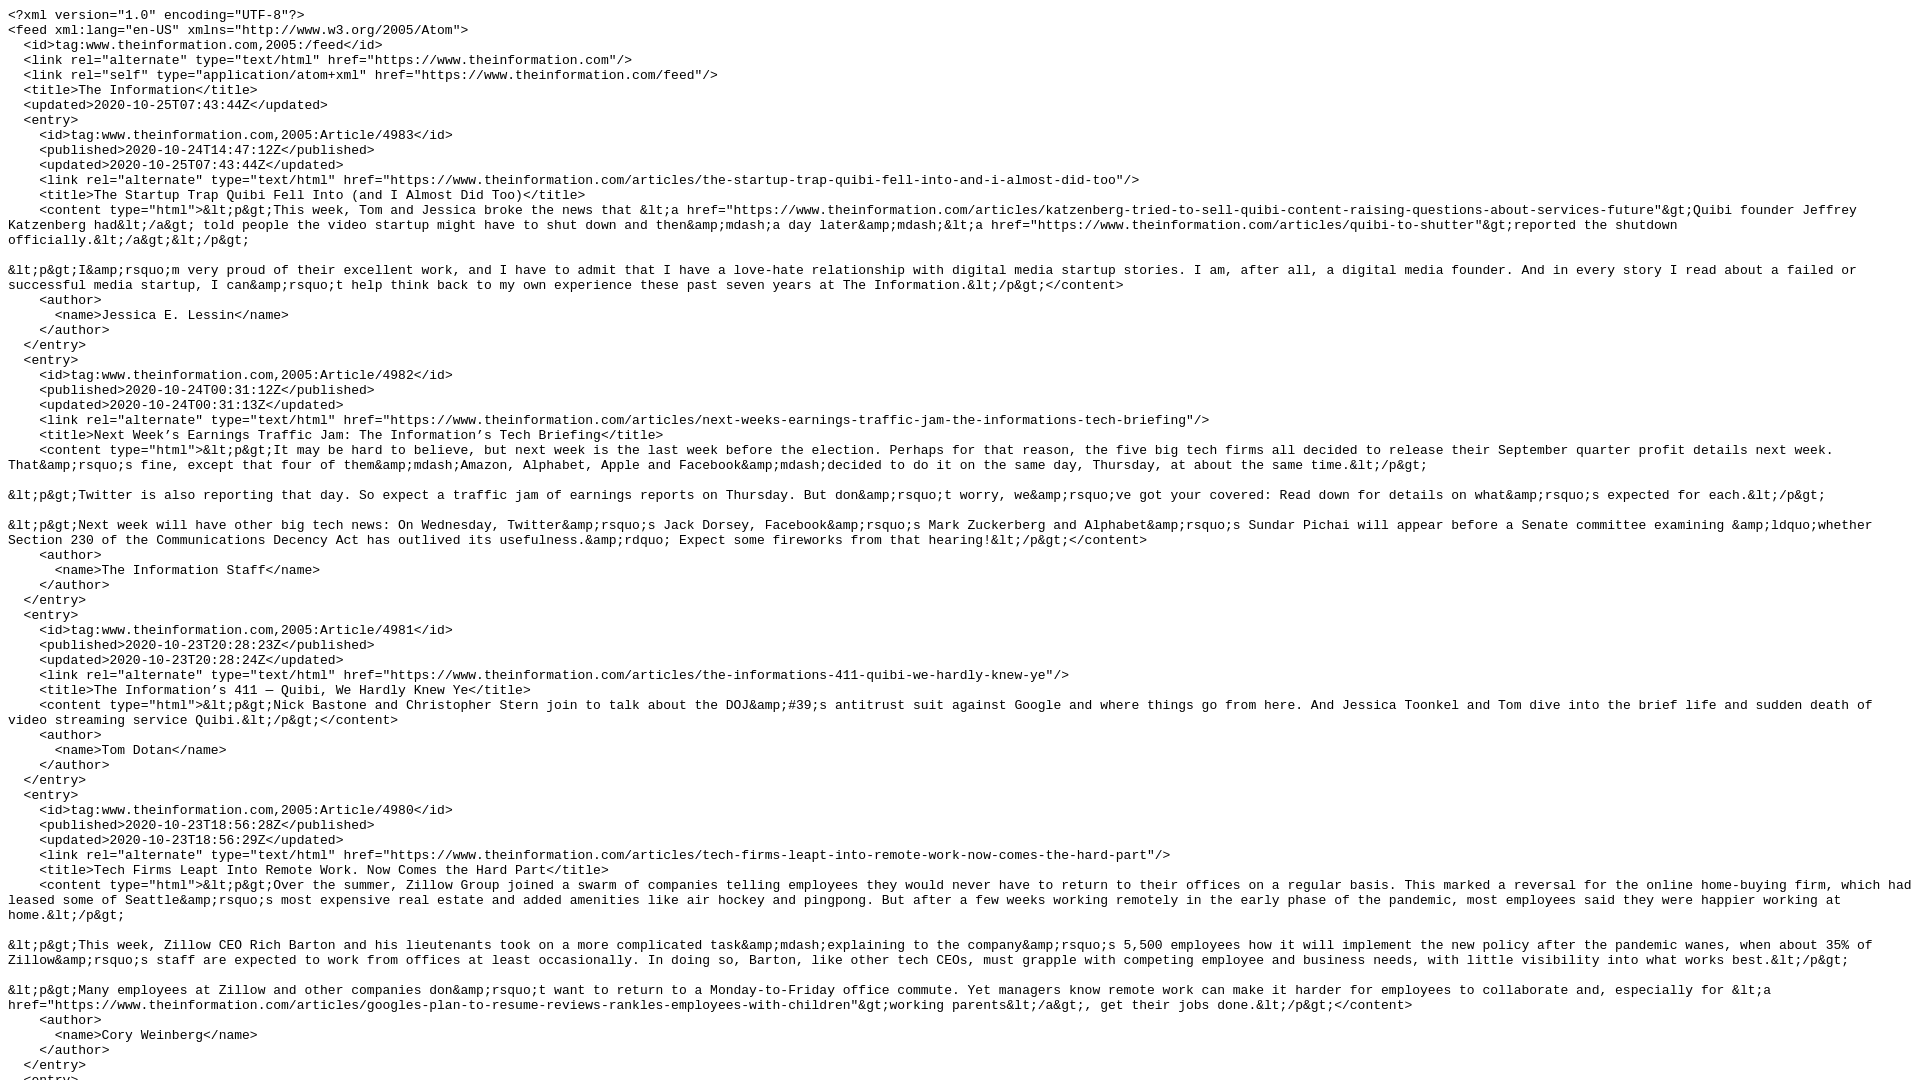 <?xml version="1.0" encoding="UTF-8"?>
<feed xml:lang="en-US" xmlns="http://www.w3.org/2005/Atom">
  <id>tag:www.theinformation.com,2005:/feed</id>
  <link rel="alternate" type="text/html" href="https://www.theinformation.com"/>
  <link rel="self" type="application/atom+xml" href="https://www.theinformation.com/feed"/>
  <title>The Information</title>
  <updated>2020-10-25T07:43:44Z</updated>
  <entry>
    <id>tag:www.theinformation.com,2005:Article/4983</id>
    <published>2020-10-24T14:47:12Z</published>
    <updated>2020-10-25T07:43:44Z</updated>
    <link rel="alternate" type="text/html" href="https://www.theinformation.com/articles/the-startup-trap-quibi-fell-into-and-i-almost-did-too"/>
    <title>The Startup Trap Quibi Fell Into (and I Almost Did Too)</title>
    <content type="html">&lt;p&gt;This week, Tom and Jessica broke the news that &lt;a href="https://www.theinformation.com/articles/katzenberg-tried-to-sell-quibi-content-raising-questions-about-services-future"&gt;Quibi founder Jeffrey
Katzenberg had&lt;/a&gt; told people the video startup might have to shut down and then&amp;mdash;a day later&amp;mdash;&lt;a href="https://www.theinformation.com/articles/quibi-to-shutter"&gt;reported the shutdown
officially.&lt;/a&gt;&lt;/p&gt;

&lt;p&gt;I&amp;rsquo;m very proud of their excellent work, and I have to admit that I have a love-hate relationship with digital media startup stories. I am, after all, a digital media founder. And in every story I read about a failed or
successful media startup, I can&amp;rsquo;t help think back to my own experience these past seven years at The Information.&lt;/p&gt;</content>
    <author>
      <name>Jessica E. Lessin</name>
    </author>
  </entry>
  <entry>
    <id>tag:www.theinformation.com,2005:Article/4982</id>
    <published>2020-10-24T00:31:12Z</published>
    <updated>2020-10-24T00:31:13Z</updated>
    <link rel="alternate" type="text/html" href="https://www.theinformation.com/articles/next-weeks-earnings-traffic-jam-the-informations-tech-briefing"/>
    <title>Next Week’s Earnings Traffic Jam: The Information’s Tech Briefing</title>
    <content type="html">&lt;p&gt;It may be hard to believe, but next week is the last week before the election. Perhaps for that reason, the five big tech firms all decided to release their September quarter profit details next week.
That&amp;rsquo;s fine, except that four of them&amp;mdash;Amazon, Alphabet, Apple and Facebook&amp;mdash;decided to do it on the same day, Thursday, at about the same time.&lt;/p&gt;

&lt;p&gt;Twitter is also reporting that day. So expect a traffic jam of earnings reports on Thursday. But don&amp;rsquo;t worry, we&amp;rsquo;ve got your covered: Read down for details on what&amp;rsquo;s expected for each.&lt;/p&gt;

&lt;p&gt;Next week will have other big tech news: On Wednesday, Twitter&amp;rsquo;s Jack Dorsey, Facebook&amp;rsquo;s Mark Zuckerberg and Alphabet&amp;rsquo;s Sundar Pichai will appear before a Senate committee examining &amp;ldquo;whether
Section 230 of the Communications Decency Act has outlived its usefulness.&amp;rdquo; Expect some fireworks from that hearing!&lt;/p&gt;</content>
    <author>
      <name>The Information Staff</name>
    </author>
  </entry>
  <entry>
    <id>tag:www.theinformation.com,2005:Article/4981</id>
    <published>2020-10-23T20:28:23Z</published>
    <updated>2020-10-23T20:28:24Z</updated>
    <link rel="alternate" type="text/html" href="https://www.theinformation.com/articles/the-informations-411-quibi-we-hardly-knew-ye"/>
    <title>The Information’s 411 — Quibi, We Hardly Knew Ye</title>
    <content type="html">&lt;p&gt;Nick Bastone and Christopher Stern join to talk about the DOJ&amp;#39;s antitrust suit against Google and where things go from here. And Jessica Toonkel and Tom dive into the brief life and sudden death of
video streaming service Quibi.&lt;/p&gt;</content>
    <author>
      <name>Tom Dotan</name>
    </author>
  </entry>
  <entry>
    <id>tag:www.theinformation.com,2005:Article/4980</id>
    <published>2020-10-23T18:56:28Z</published>
    <updated>2020-10-23T18:56:29Z</updated>
    <link rel="alternate" type="text/html" href="https://www.theinformation.com/articles/tech-firms-leapt-into-remote-work-now-comes-the-hard-part"/>
    <title>Tech Firms Leapt Into Remote Work. Now Comes the Hard Part</title>
    <content type="html">&lt;p&gt;Over the summer, Zillow Group joined a swarm of companies telling employees they would never have to return to their offices on a regular basis. This marked a reversal for the online home-buying firm, which had
leased some of Seattle&amp;rsquo;s most expensive real estate and added amenities like air hockey and pingpong. But after a few weeks working remotely in the early phase of the pandemic, most employees said they were happier working at
home.&lt;/p&gt;

&lt;p&gt;This week, Zillow CEO Rich Barton and his lieutenants took on a more complicated task&amp;mdash;explaining to the company&amp;rsquo;s 5,500 employees how it will implement the new policy after the pandemic wanes, when about 35% of
Zillow&amp;rsquo;s staff are expected to work from offices at least occasionally. In doing so, Barton, like other tech CEOs, must grapple with competing employee and business needs, with little visibility into what works best.&lt;/p&gt;

&lt;p&gt;Many employees at Zillow and other companies don&amp;rsquo;t want to return to a Monday-to-Friday office commute. Yet managers know remote work can make it harder for employees to collaborate and, especially for &lt;a
href="https://www.theinformation.com/articles/googles-plan-to-resume-reviews-rankles-employees-with-children"&gt;working parents&lt;/a&gt;, get their jobs done.&lt;/p&gt;</content>
    <author>
      <name>Cory Weinberg</name>
    </author>
  </entry>
  <entry>